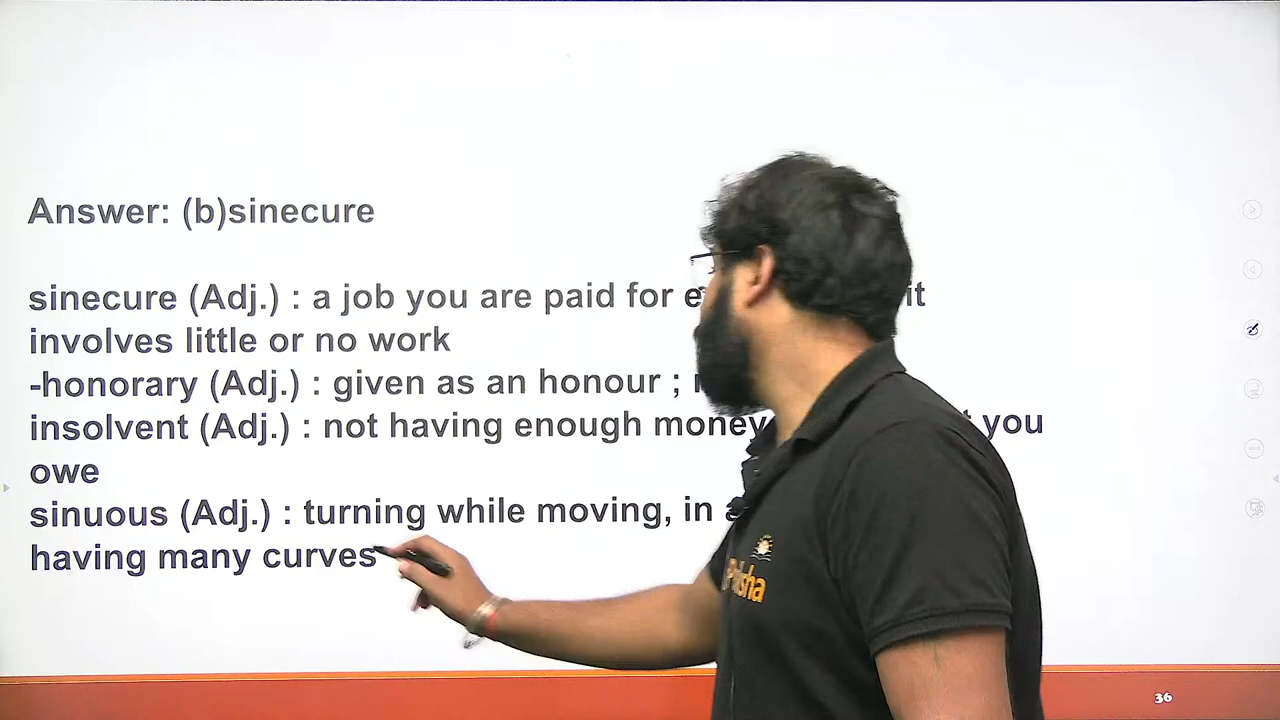 Answer: (b)sinecure
sinecure (Adj.) : a job you are paid for it
involves little or no work
-honorary (Adj.) : given as an honour ;
insolvent (Adj.) : not having enough money you
owe
sinuous (Adj.) : turning while moving, in
having many curves
36